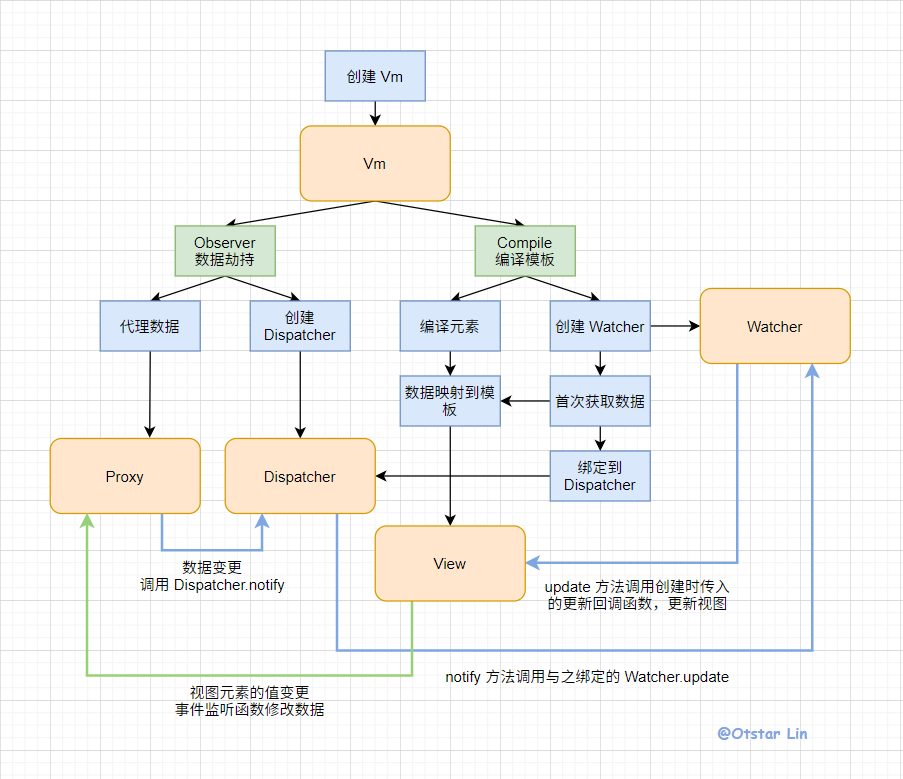 创建 Vm
Vm
Observer
数据劫持
Compile
编译模板
代理数据
创建
Dispatcher
编译元素
创建 Watcher
Watcher
数据映射到模
板
首次获取数据
绑定到
Dispatcher
Proxy
Dispatcher
View
数据变更
调用 Dispatcher.notify
update 方法调用创建时传入
的更新回调函数，更新视图
notify 方法调用与之绑定的 Watcher.update
视图元素的值变更
事件监听函数修改数据
@Otstar Lin